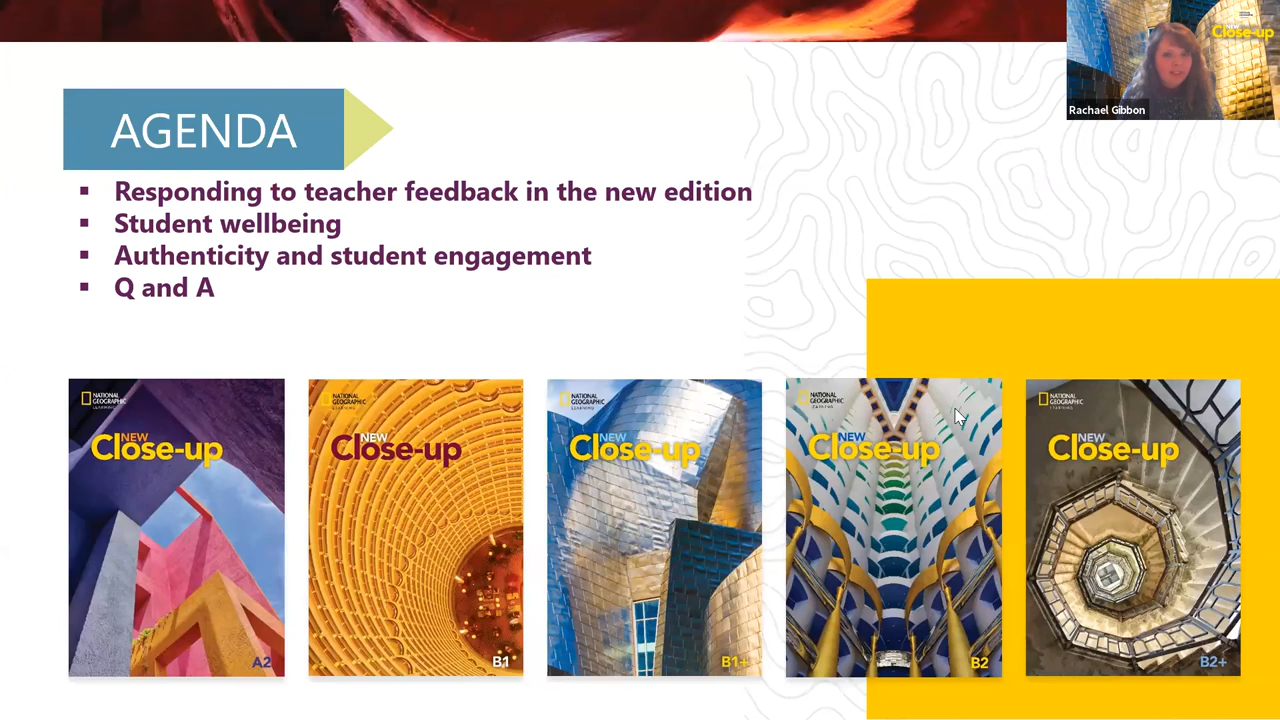 Close-up
Rachael Gibbon
AGENDA
▪ Responding to teacher feedback in the new edition
▪ Student wellbeing
▪ Authenticity and student engagement
▪ Q and A
NATIONAL
GEOGRAPHIC
LEARNING
NEW
Close-up
A2
NATIONAL
GEOGRAPHIC
LEARNING
NEW
Close-up
B1
NATIONAL
GEOGRAPHIC
LEARNING
NEW
Close-up
B1+
NATIONAL
GEOGRAPHIC
LEARNING
NEW
Close-up
B2
NATIONAL
GEOGRAPHIC
LEARNING
NEW
Close-up
B2+